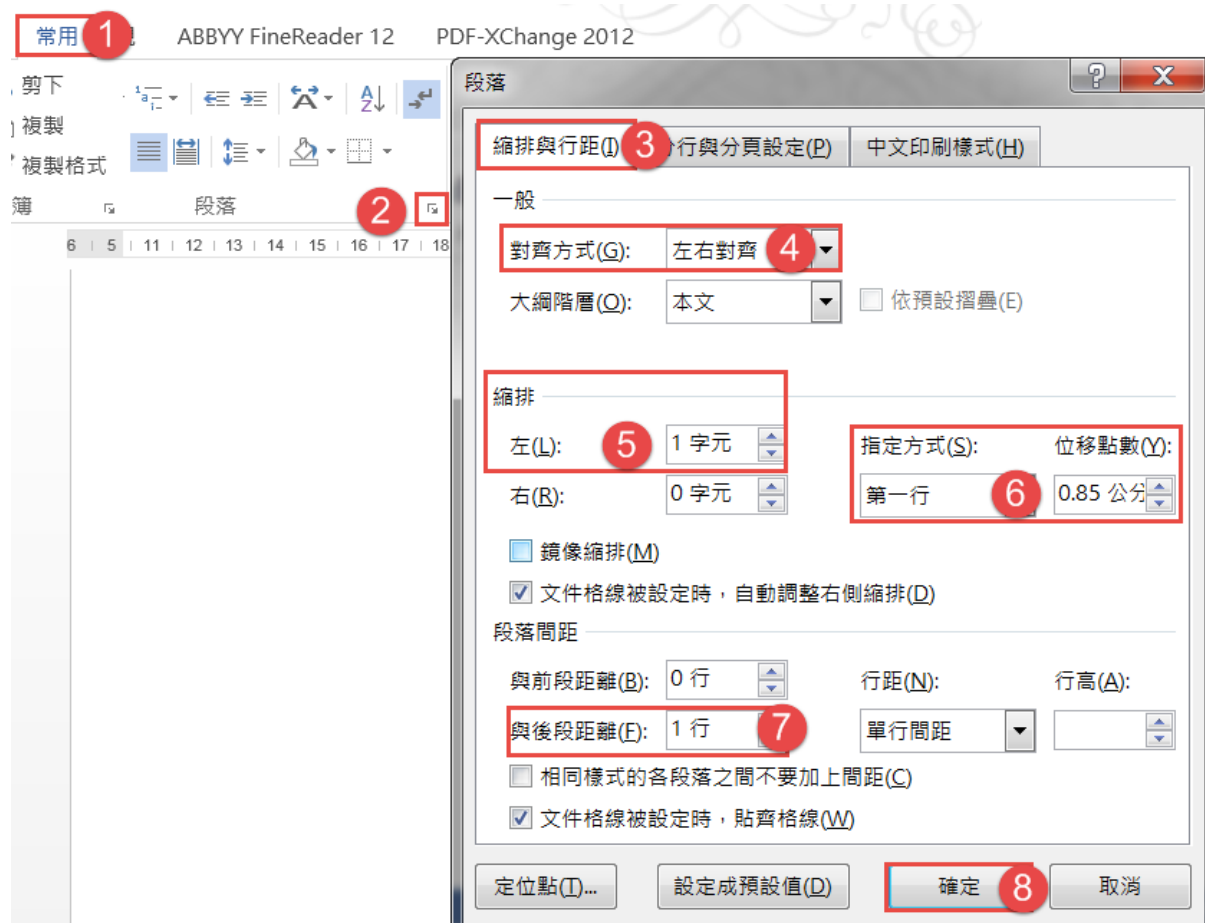 常用 1 ABBYY FineReader 12 PDF-XChange 2012
剪下
複製
複製格式
簿 段落 2
6 5 11 12 13 14 15 16 17 18
段落
縮排與行距(I) 3 行與分頁設定(P) 中文印刷樣式(H)
一般
對齊方式(G): 左右對齊 4
大綱階層(O): 本文 依預設摺疊(E)
縮排
左(L): 5 1 字元 指定方式(S): 位移點數(Y):
右(R): 0 字元 第一行 6 0.85 公分
鏡像縮排(M)
文件格線被設定時，自動調整右側縮排(D)
段落間距
與前段距離(B): 0 行 行距(N): 行高(A):
與後段距離(F): 1 行 7 單行間距
相同樣式的各段落之間不要加上間距(C)
文件格線被設定時，貼齊格線(W)
定位點(T)... 設定成預設值(D) 確定 8 取消